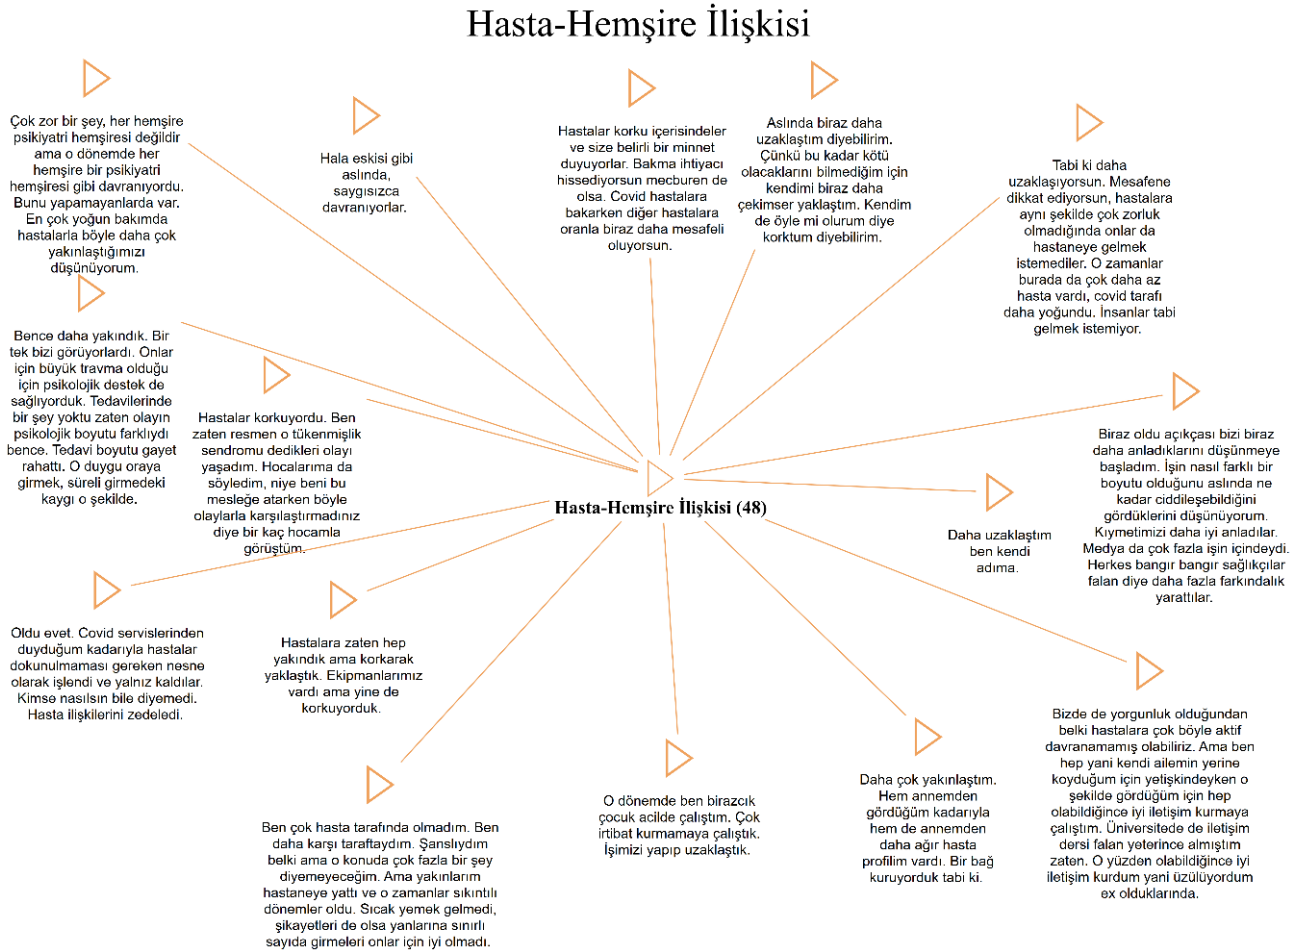 Hasta-Hemşire İlişkisi
Çok zor bir şey, her hemşire
psikiyatri hemşiresi değildir
ama o dönemde her
hemşire bir psikiyatri
hemşiresi gibi davranıyordu.
Bunu yapamayanlarda var.
En çok yoğun bakımda
hastalarla böyle daha çok
yakınlaştığımızı
düşünüyorum.
Hala eskisi gibi
aslında,
saygısızca
davranıyorlar.
Hastalar korku içerisindeler
ve size belirli bir minnet
duyuyorlar. Bakma ihtiyacı
hissediyorsun mecburen de
olsa. Covid hastalara
bakarken diğer hastalara
oranla biraz daha mesafeli
oluyorsun.
Aslında biraz daha
uzaklaştım diyebilirim.
Çünkü bu kadar kötü
olacaklarını bilmediğim için
kendimi biraz daha
çekimser yaklaştım. Kendim
de öyle mi olurum diye
korktum diyebilirim.
Tabi ki daha
uzaklaşıyorsun. Mesafene
dikkat ediyorsun, hastalara
aynı şekilde çok zorluk
olmadığında onlar da
hastaneye gelmek
istemediler. O zamanlar
burada da çok daha az
hasta vardı, covid tarafı
daha yoğundu. İnsanlar tabi
gelmek istemiyor.
Bence daha yakındık. Bir
tek bizi görüyorlardı. Onlar
için büyük travma olduğu
için psikolojik destek de
sağlıyorduk. Tedavilerinde
bir şey yoktu zaten olayın
psikolojik boyutu farklıydı
bence. Tedavi boyutu gayet
rahattı. O duygu oraya
girmek, süreli girmedeki
kaygı o şekilde.
Hastalar korkuyordu. Ben
zaten resmen o tükenmişlik
sendromu dedikleri olayı
yaşadım. Hocalarıma da
söyledim, niye beni bu
mesleğe atarken böyle
olaylarla karşılaştırmadınız
diye bir kaç hocamla
görüştüm.
Biraz oldu açıkçası bizi biraz
daha anladıklarını düşünmeye
başladım. İşin nasıl farklı bir
boyutu olduğunu aslında ne
kadar ciddileşebildiğini
gördüklerini düşünüyorum.
Kıymetimizi daha iyi anladılar.
Medya da çok fazla işin içindeydi.
Herkes bangır bangır sağlıkçılar
falan diye daha fazla farkındalık
yarattılar.
Hasta-Hemşire İlişkisi (48)
Daha uzaklaştım
ben kendi
adıma.
Oldu evet. Covid servislerinden
duyduğum kadarıyla hastalar
dokunulmaması gereken nesne
olarak işlendi ve yalnız kaldılar.
Kimse nasılsın bile diyemedi.
Hasta ilişkilerini zedeledi.
Hastalara zaten hep
yakındık ama korkarak
yaklaştık. Ekipmanlarımız
vardı ama yine de
korkuyorduk.
Ben çok hasta tarafında olmadım. Ben
daha karşı taraftaydım. Şanslıydım
belki ama o konuda çok fazla bir şey
diyemeyeceğim. Ama yakınlarım
hastaneye yattı ve o zamanlar sıkıntılı
dönemler oldu. Sıcak yemek gelmedi,
şikayetleri de olsa yanlarına sınırlı
sayıda girmeleri onlar için iyi olmadı.
O dönemde ben birazcık
çocuk acilde çalıştım. Çok
irtibat kurmamaya çalıştık.
İşimizi yapıp uzaklaştık.
Daha çok yakınlaştım.
Hem annemden
gördüğüm kadarıyla
hem de annemden
daha ağır hasta
profilim vardı. Bir bağ
kuruyorduk tabi ki.
Bizde de yorgunluk olduğundan
belki hastalara çok böyle aktif
davranamamış olabiliriz. Ama ben
hep yani kendi ailemin yerine
koyduğum için yetişkindeyken o
şekilde gördüğüm için hep
olabildiğince iyi iletişim kurmaya
çalıştım. Üniversitede de iletişim
dersi falan yeterince almıştım
zaten. O yüzden olabildiğince iyi
iletişim kurdum yani üzülüyordum
ex olduklarında.